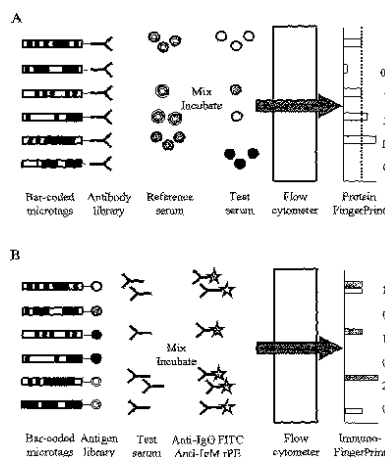 A
Mix
Incubate
Bar-coded Antibody Reference Test Flow Protein
microtags library serum serum cytometer FingerPrint
B
Mix
Incubate
Bar-coded Antigen Test Anti-IgG FITC Flow Immuno-
microtags library serum Anti-IgM rPE cytometer FingerPrint